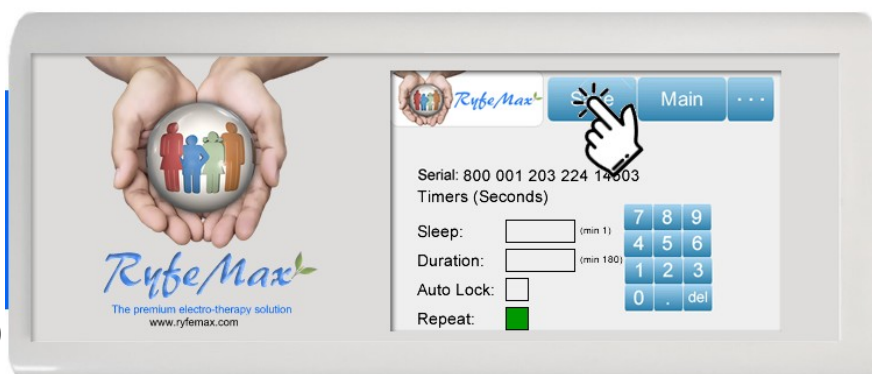 RyfeMax
The premium electro-therapy solution
www.ryfemax.com
RyfeMax
Main
...
Serial: 800 001 203 224 14603
Timers (Seconds)
Sleep:
(min 1)
Duration:
(min 180)
Auto Lock:
Repeat:
7 8 9
4 5 6
1 2 3
0 . del